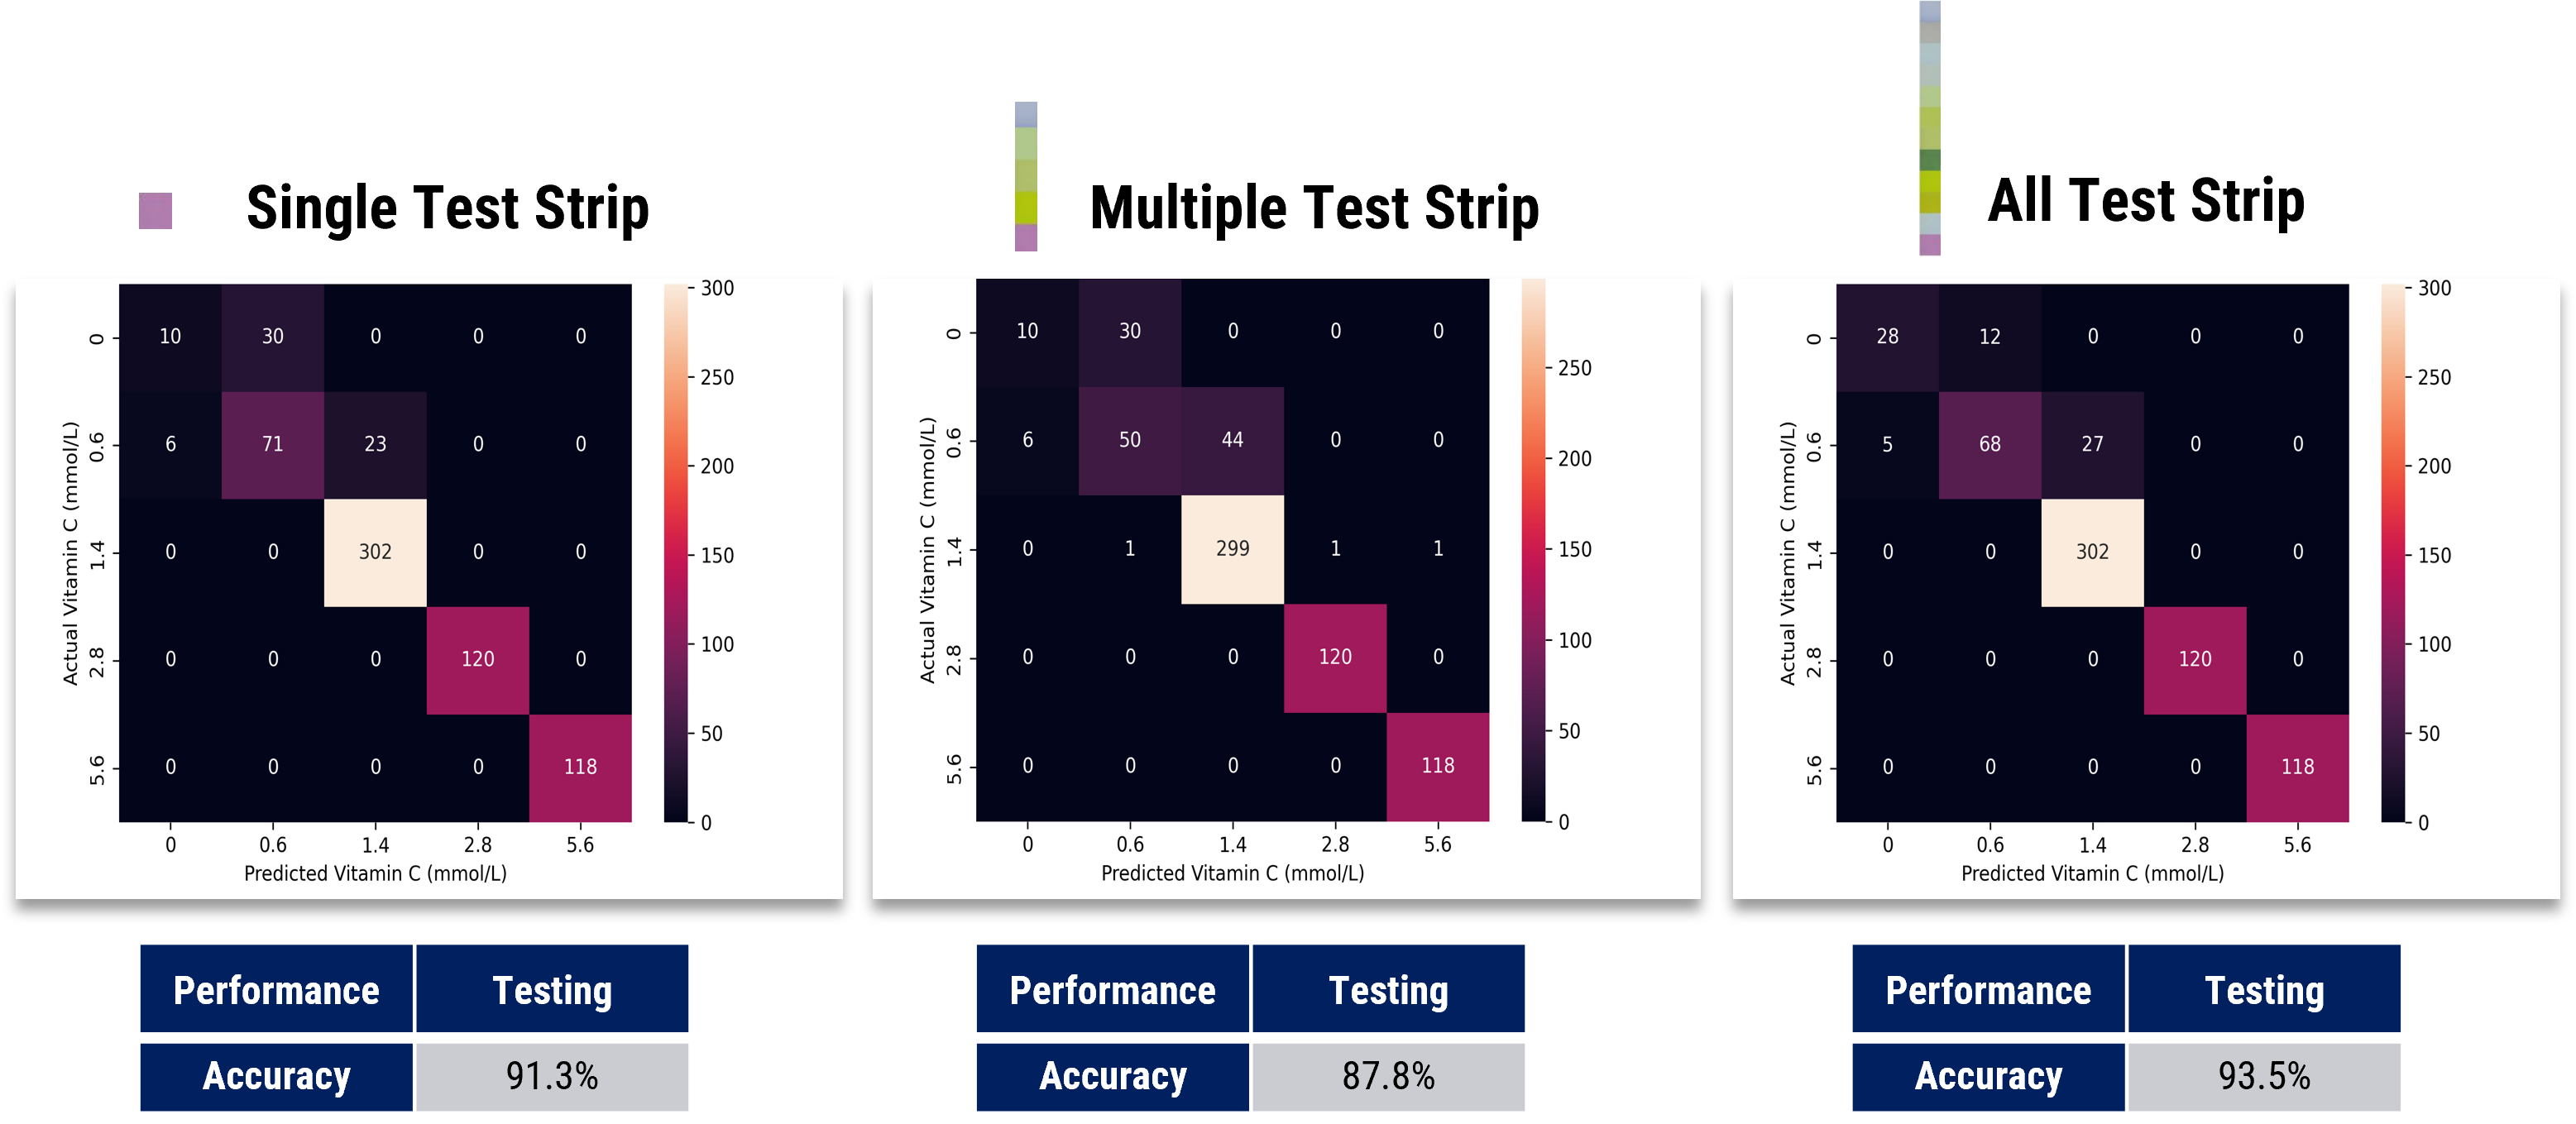 Single Test Strip
Actual Vitamin C (mmol/L)
0 10 30 0 0 0
0.6 6 71 23 0 0
1.4 0 0 302 0 0
2.8 0 0 0 120 0
5.6 0 0 0 0 118
0 0.6 1.4 2.8 5.6
Predicted Vitamin C (mmol/L)
300
250
200
150
100
50
0
Performance Testing
Accuracy 91.3%
Multiple Test Strip
Actual Vitamin C (mmol/L)
0 10 30 0 0 0
0.6 6 50 44 0 0
1.4 0 1 299 1 1
2.8 0 0 0 120 0
5.6 0 0 0 0 118
0 0.6 1.4 2.8 5.6
Predicted Vitamin C (mmol/L)
250
200
150
100
50
0
Performance Testing
Accuracy 87.8%
All Test Strip
Actual Vitamin C (mmol/L)
0 28 12 0 0 0
0.6 5 68 27 0 0
1.4 0 0 302 0 0
2.8 0 0 0 120 0
5.6 0 0 0 0 118
0 0.6 1.4 2.8 5.6
Predicted Vitamin C (mmol/L)
300
250
200
150
100
50
0
Performance Testing
Accuracy 93.5%